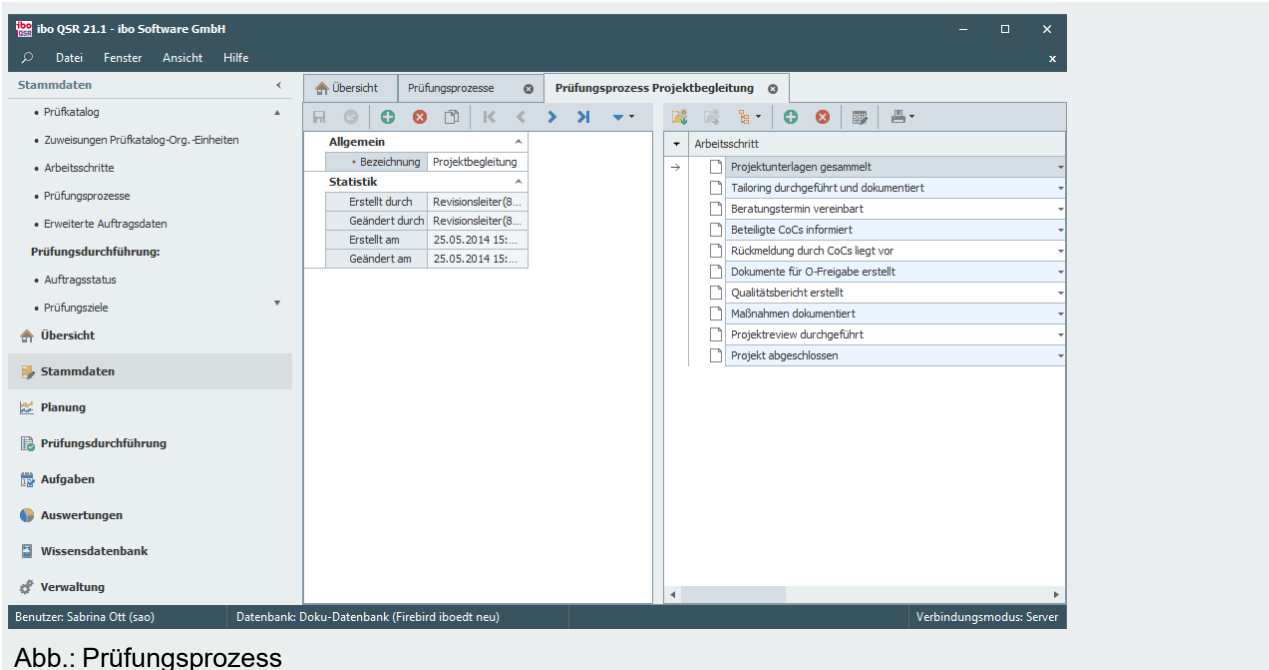 ibo QSR 21.1 - ibo Software GmbH
Datei Fenster Ansicht Hilfe
Stammdaten
• Prüfkatalog
• Zuweisungen Prüfkatalog-Org.-Einheiten
• Arbeitsschritte
• Prüfungsprozesse
• Erweiterte Auftragsdaten
Prüfungsdurchführung:
• Auftragsstatus
• Prüfungsziele
Übersicht
Stammdaten
Planung
Prüfungsdurchführung
Aufgaben
Auswertungen
Wissensdatenbank
Verwaltung
Übersicht Prüfungsprozesse Prüfungsprozess Projektbegleitung
Allgemein
• Bezeichnung Projektbegleitung
Statistik
Erstellt durch Revisionsleiter(8...
Geändert durch Revisionsleiter(8...
Erstellt am 25.05.2014 15:...
Geändert am 25.05.2014 15:...
Arbeitsschritt
Projektunterlagen gesammelt
Tailoring durchgeführt und dokumentiert
Beratungstermin vereinbart
Beteiligte CoCs informiert
Rückmeldung durch CoCs liegt vor
Dokumente für O-Freigabe erstellt
Qualitätsbericht erstellt
Maßnahmen dokumentiert
Projektreview durchgeführt
Projekt abgeschlossen
Benutzer: Sabrina Ott (sao) Datenbank: Doku-Datenbank (Firebird iboedt neu) Verbindungsmodus: Server
Abb.: Prüfungsprozess